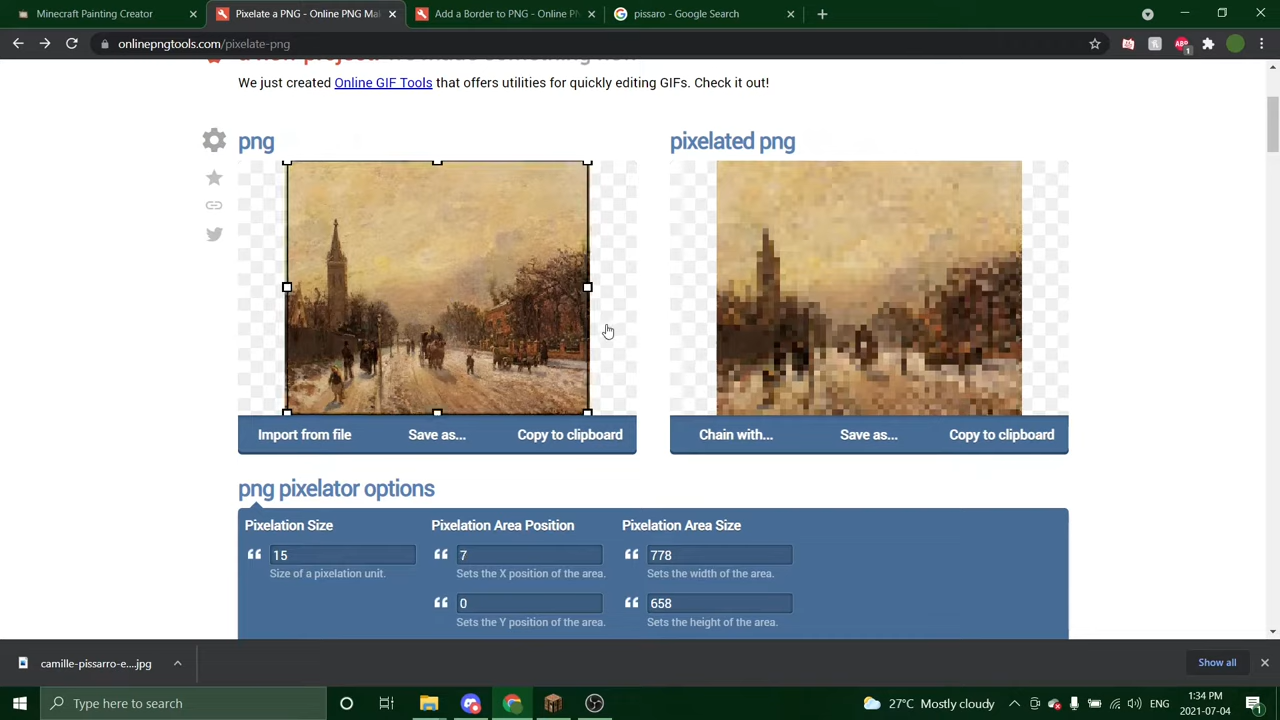 Minecraft Painting Creator
Pixelate a PNG - Online PNG Ma
Add a Border to PNG - Online PN
pissaro - Google Search
onlinepngtools.com/pixelate-png
We just created Online GIF Tools that offers utilities for quickly editing GIFs. Check it out!
png
pixelated png
Import from file
Save as...
Copy to clipboard
Chain with...
Save as...
Copy to clipboard
png pixelator options
Pixelation Size
Pixelation Area Position
Pixelation Area Size
15
7
778
Size of a pixelation unit.
Sets the X position of the area.
Sets the width of the area.
0
658
Sets the Y position of the area.
Sets the height of the area.
camille-pissarro-e....jpg
Show all
Type here to search
27°C Mostly cloudy
ENG
1:34 PM
2021-07-04